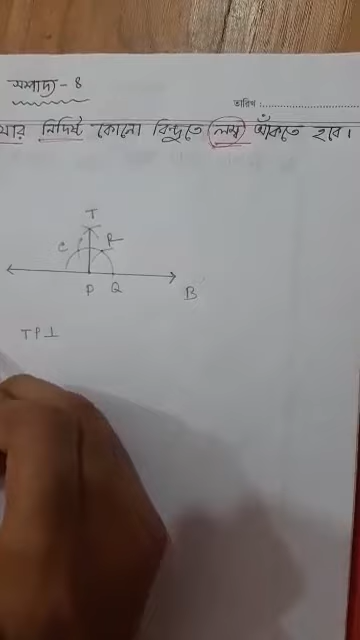 সম্পাদ্য - ৪
তারিখ :
নির্দিষ্ট কোনো বিন্দুতে লম্ব আঁকতে হবে।
T
C R
P Q B
TP⊥